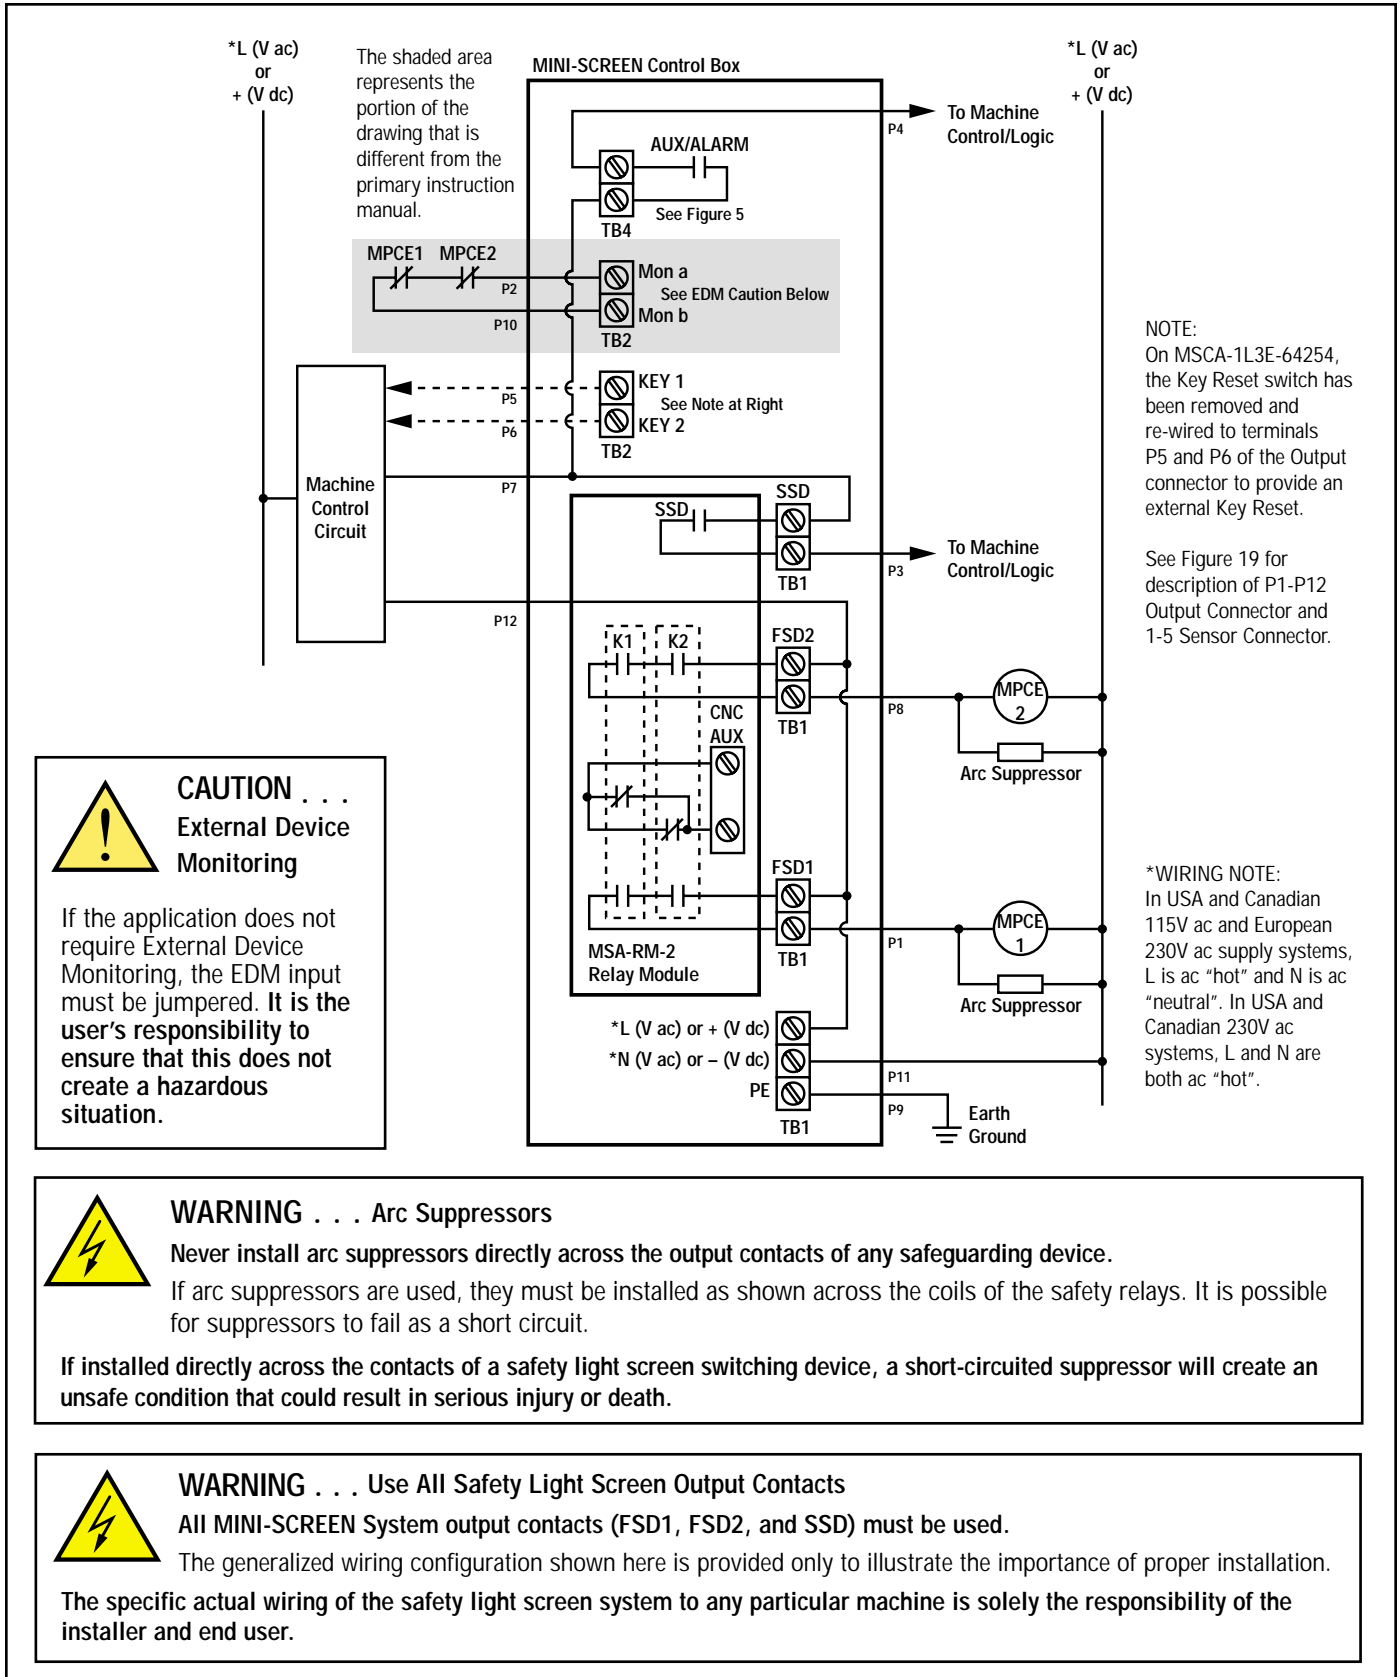 *L (V ac)
or
+ (V dc)
The shaded area
represents the
portion of the
drawing that is
different from the
primary instruction
manual.
MINI-SCREEN Control Box
*L (V ac)
or
+ (V dc)
P4
To Machine
Control/Logic
AUX/ALARM
See Figure 5
TB4
MPCE1
MPCE2
P2
Mon a
See EDM Caution Below
P10
Mon b
TB2
KEY 1
P5
See Note at Right
KEY 2
P6
TB2
Machine
Control
Circuit
P7
SSD
SSD
TB1
P3
To Machine
Control/Logic
P12
K1
K2
FSD2
TB1
P8
MPCE
2
Arc Suppressor
CNC
AUX
FSD1
TB1
P1
MPCE
1
Arc Suppressor
MSA-RM-2
Relay Module
*L (V ac) or + (V dc)
*N (V ac) or – (V dc)
PE
TB1
P11
P9
Earth
Ground
NOTE:
On MSCA-1L3E-64254,
the Key Reset switch has
been removed and
re-wired to terminals
P5 and P6 of the Output
connector to provide an
external Key Reset.
See Figure 19 for
description of P1-P12
Output Connector and
1-5 Sensor Connector.
*WIRING NOTE:
In USA and Canadian
115V ac and European
230V ac supply systems,
L is ac “hot” and N is ac
“neutral”. In USA and
Canadian 230V ac
systems, L and N are
both ac “hot”.
!
CAUTION . . .
External Device
Monitoring
If the application does not
require External Device
Monitoring, the EDM input
must be jumpered. It is the
user's responsibility to
ensure that this does not
create a hazardous
situation.
WARNING . . . Arc Suppressors
Never install arc suppressors directly across the output contacts of any safeguarding device.
If arc suppressors are used, they must be installed as shown across the coils of the safety relays. It is possible
for suppressors to fail as a short circuit.
If installed directly across the contacts of a safety light screen switching device, a short-circuited suppressor will create an
unsafe condition that could result in serious injury or death.
WARNING . . . Use All Safety Light Screen Output Contacts
All MINI-SCREEN System output contacts (FSD1, FSD2, and SSD) must be used.
The generalized wiring configuration shown here is provided only to illustrate the importance of proper installation.
The specific actual wiring of the safety light screen system to any particular machine is solely the responsibility of the
installer and end user.